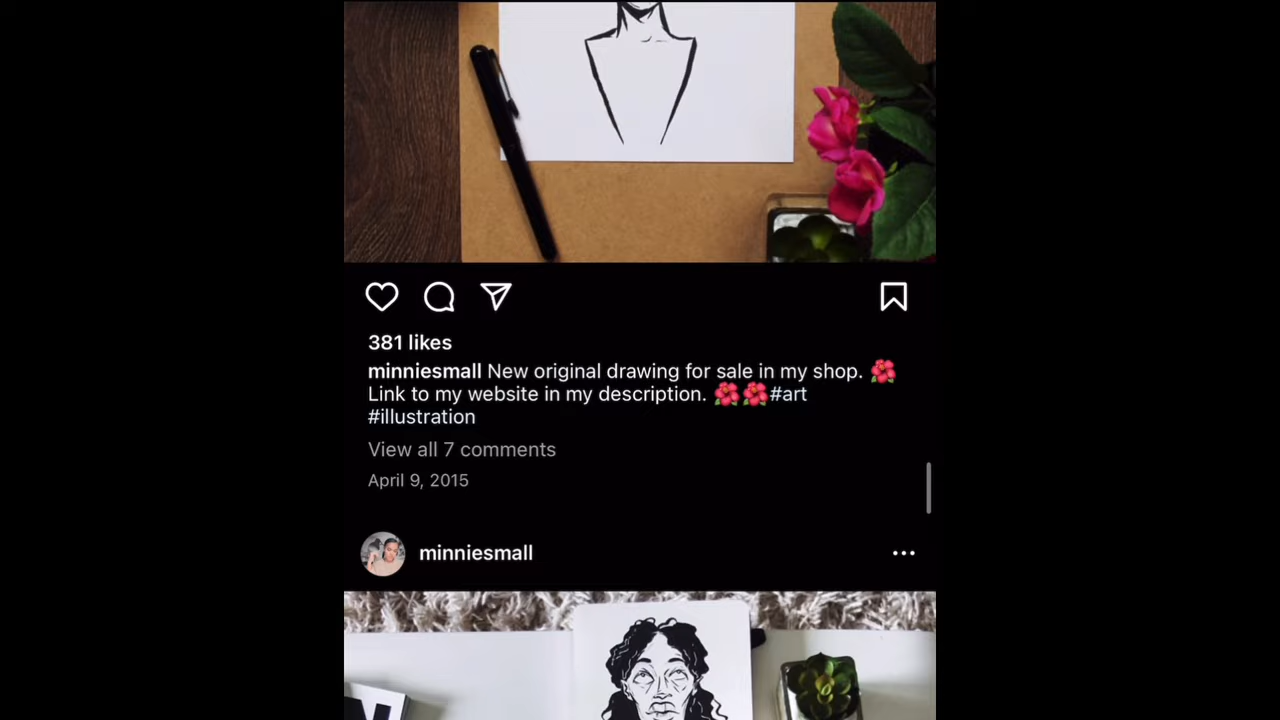 381 likes
minniesmall New original drawing for sale in my shop. 🌺
Link to my website in my description. 🌺🌺#art
#illustration
View all 7 comments
April 9, 2015
minniesmall